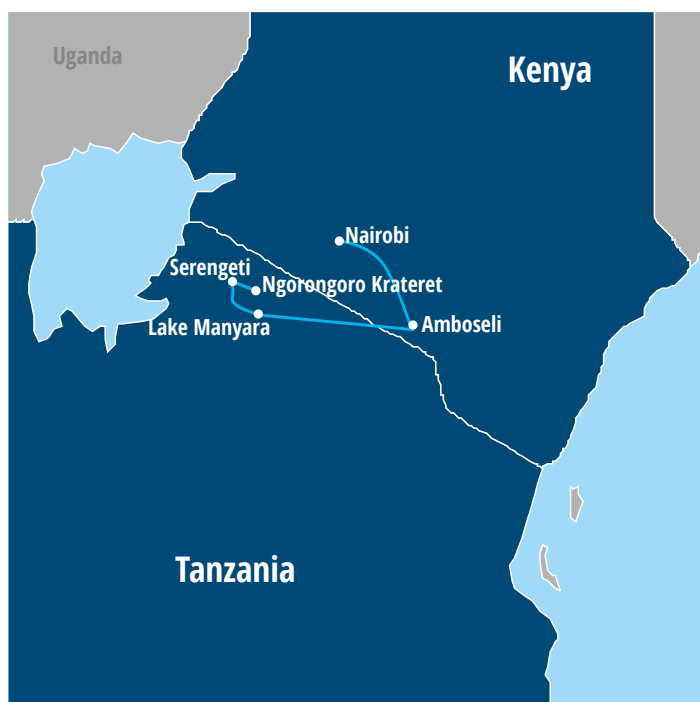 Uganda
Kenya
Nairobi
Serengeti
Ngorongoro Krateret
Lake Manyara
Amboseli
Tanzania